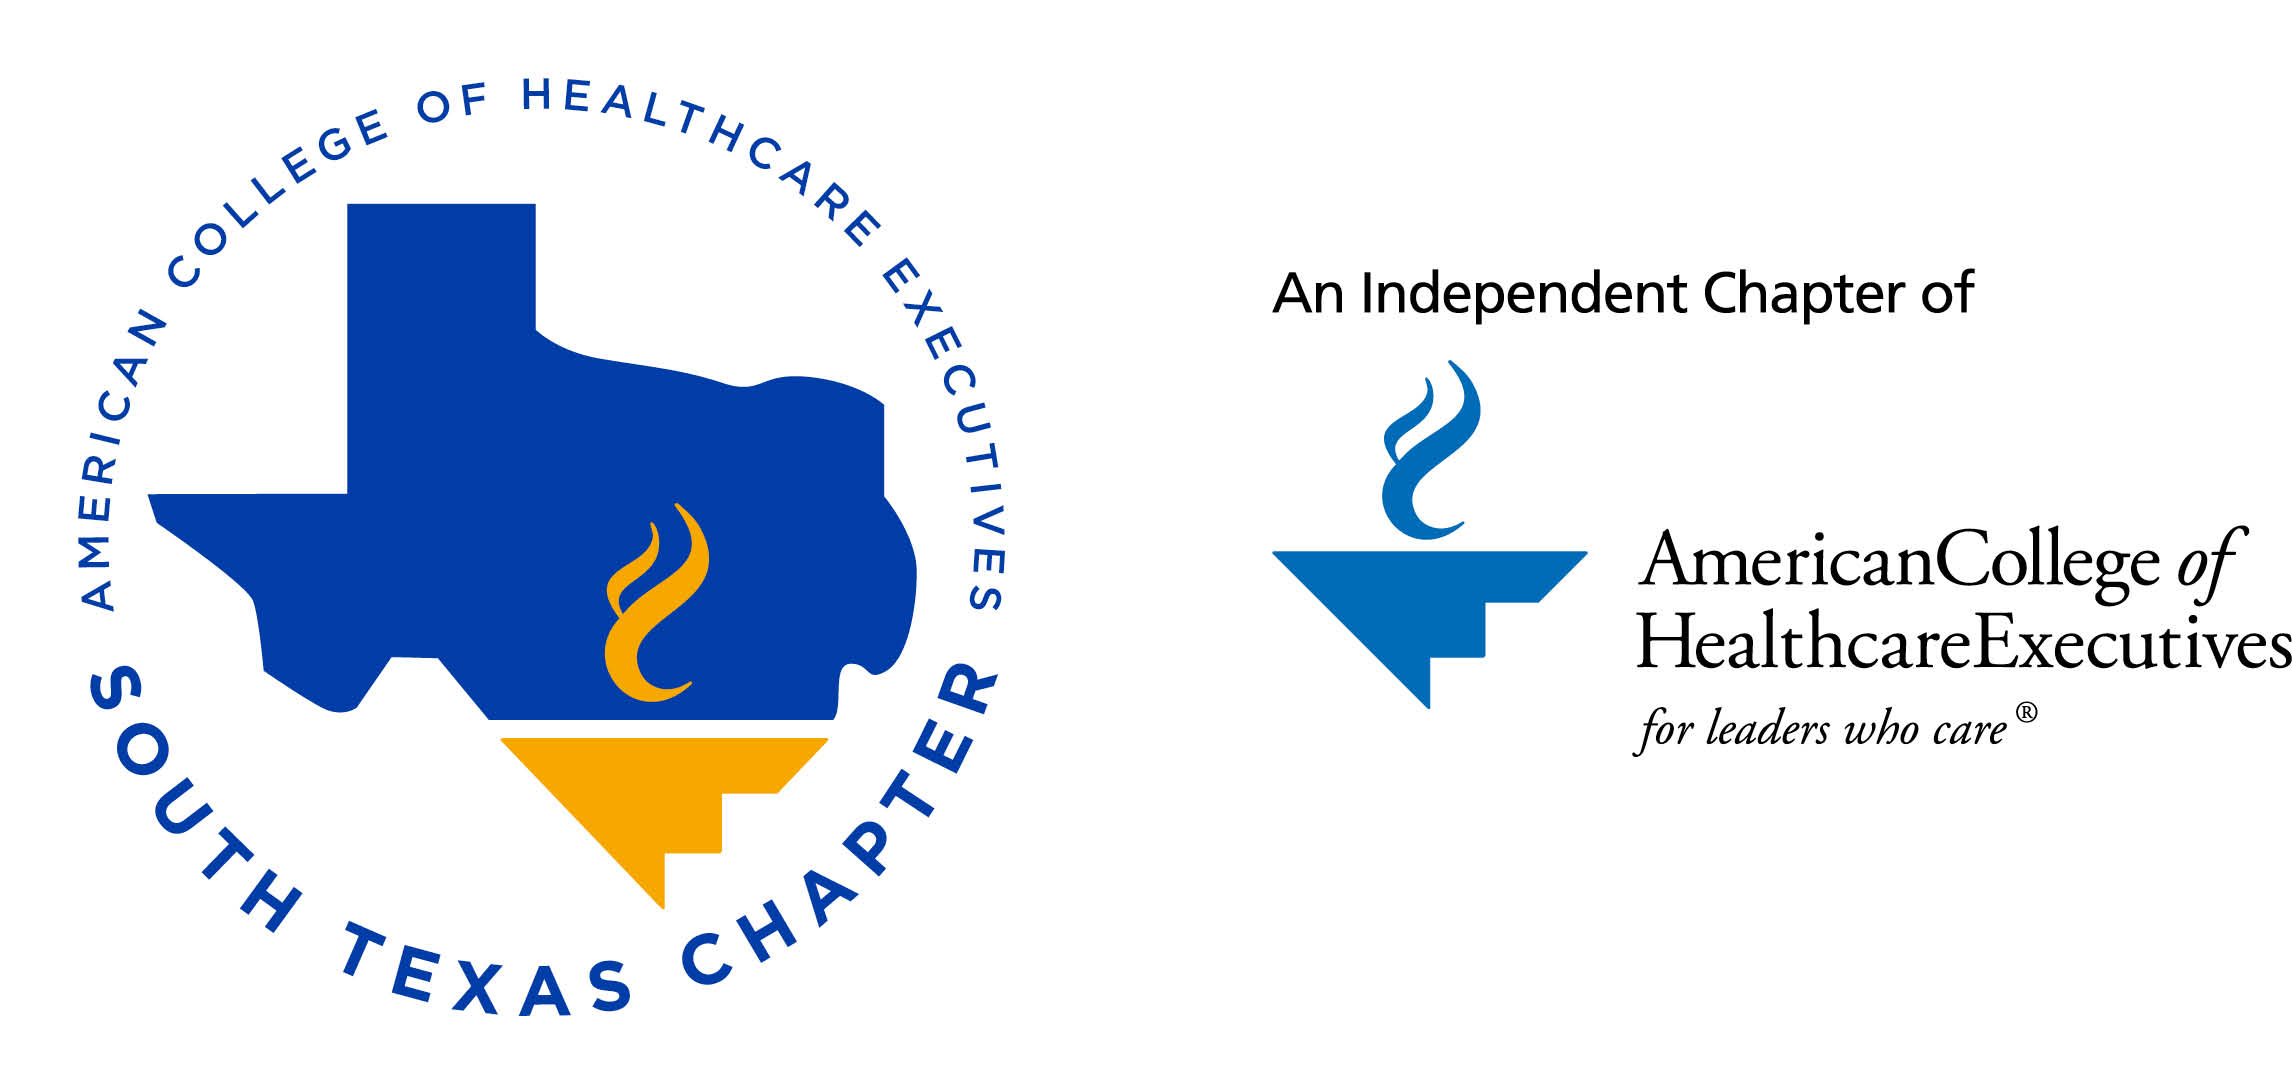 AMERICAN COLLEGE OF HEALTHCARE EXECUTIVES
SOUTH TEXAS CHAPTER
An Independent Chapter of
AmericanCollege of
HealthcareExecutives
for leaders who care®